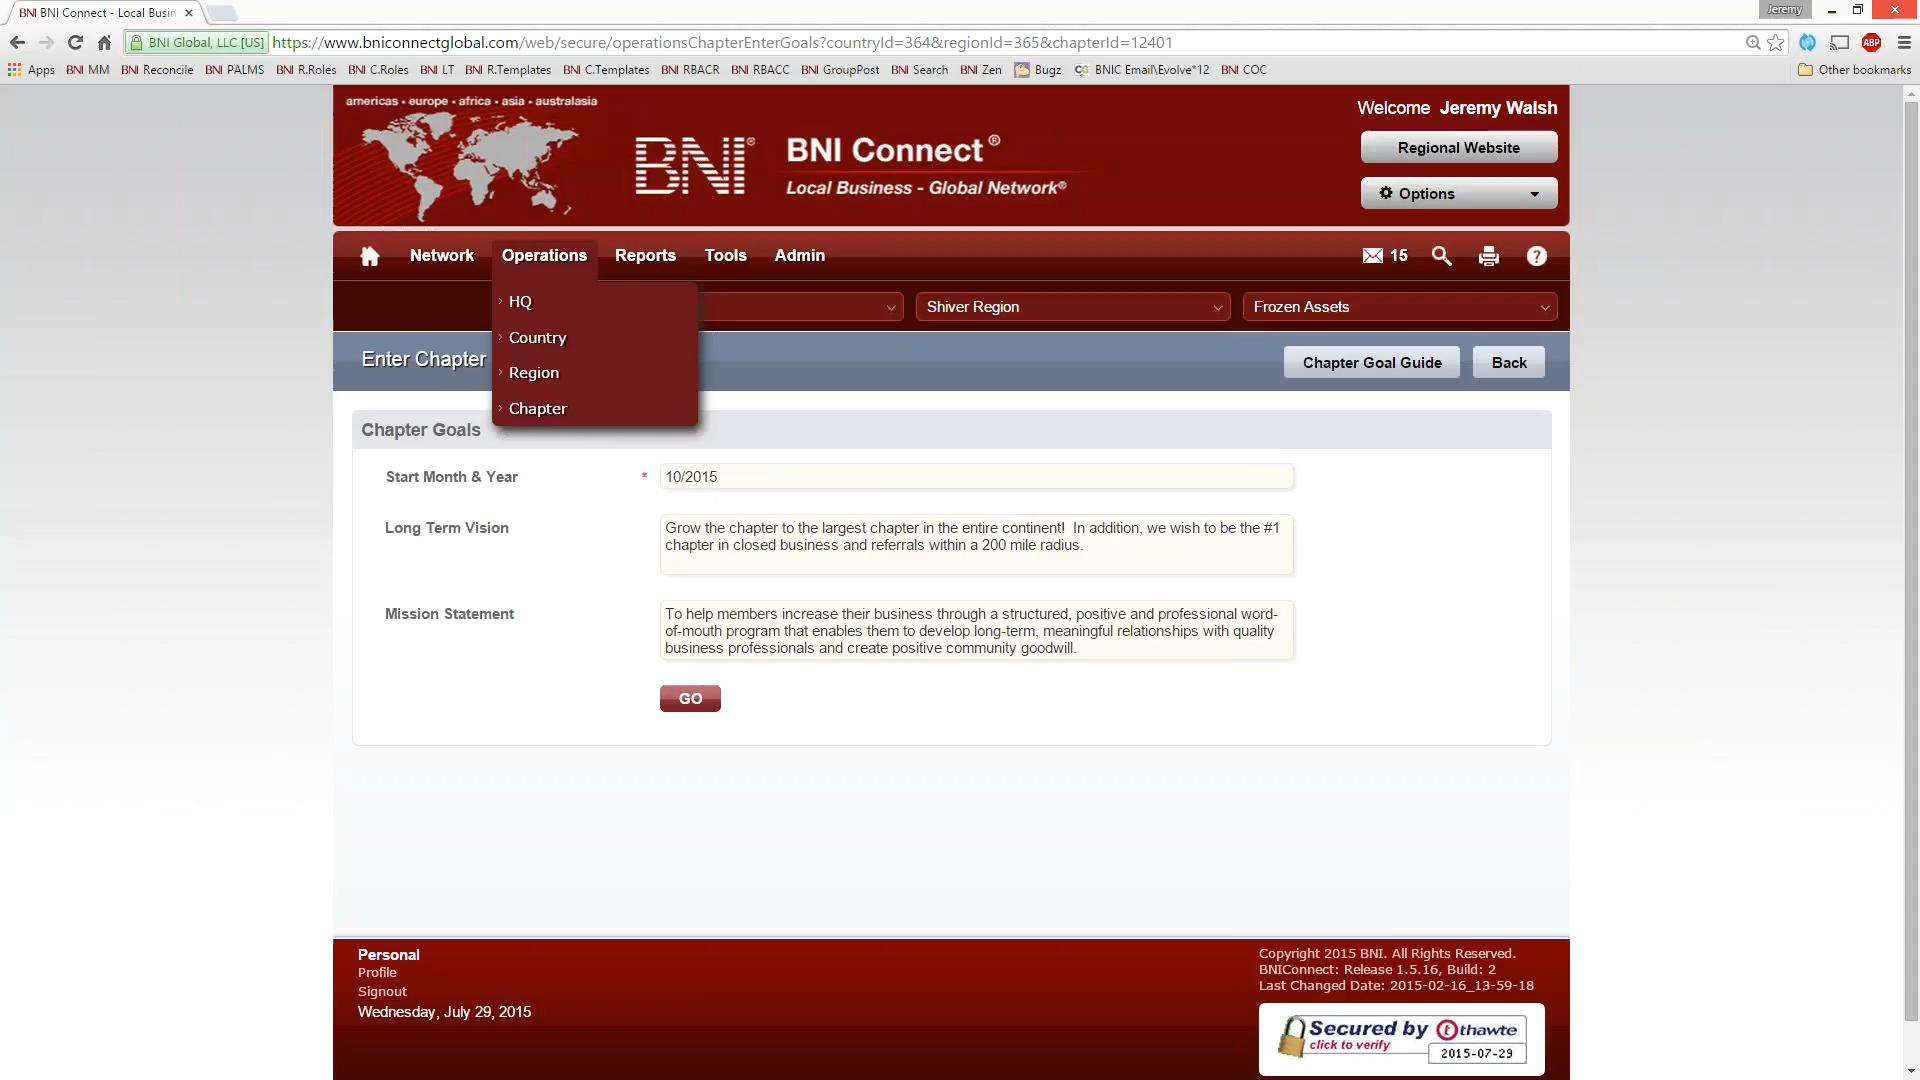 BNI BNI Connect - Local Busin
Jeremy
BNI Global, LLC [US] https://www.bniconnectglobal.com/web/secure/operationsChapterEnterGoals?countryId=364&regionId=365&chapterId=12401
ABP
Apps BNI MM BNI Reconcile BNI PALMS BNI R.Roles BNI C.Roles BNI LT BNI R.Templates BNI C.Templates BNI RBACR BNI RBACC BNI GroupPost BNI Search BNI Zen Bugz CG BNIC Email\Evolve*12 BNI COC Other bookmarks
americas • europe • africa • asia • australasia
BNI®
BNI Connect®
Local Business - Global Network®
Welcome Jeremy Walsh
Regional Website
Options
Network Operations Reports Tools Admin 15 ?
HQ
Country
Region
Chapter
Shiver Region
Frozen Assets
Enter Chapter
Chapter Goal Guide
Back
Chapter Goals
Start Month & Year * 10/2015
Long Term Vision
Grow the chapter to the largest chapter in the entire continent! In addition, we wish to be the #1
chapter in closed business and referrals within a 200 mile radius.
Mission Statement
To help members increase their business through a structured, positive and professional word-
of-mouth program that enables them to develop long-term, meaningful relationships with quality
business professionals and create positive community goodwill.
GO
Personal
Profile
Signout
Wednesday, July 29, 2015
Copyright 2015 BNI. All Rights Reserved.
BNIConnect: Release 1.5.16, Build: 2
Last Changed Date: 2015-02-16_13-59-18
Secured by thawte
click to verify
2015-07-29